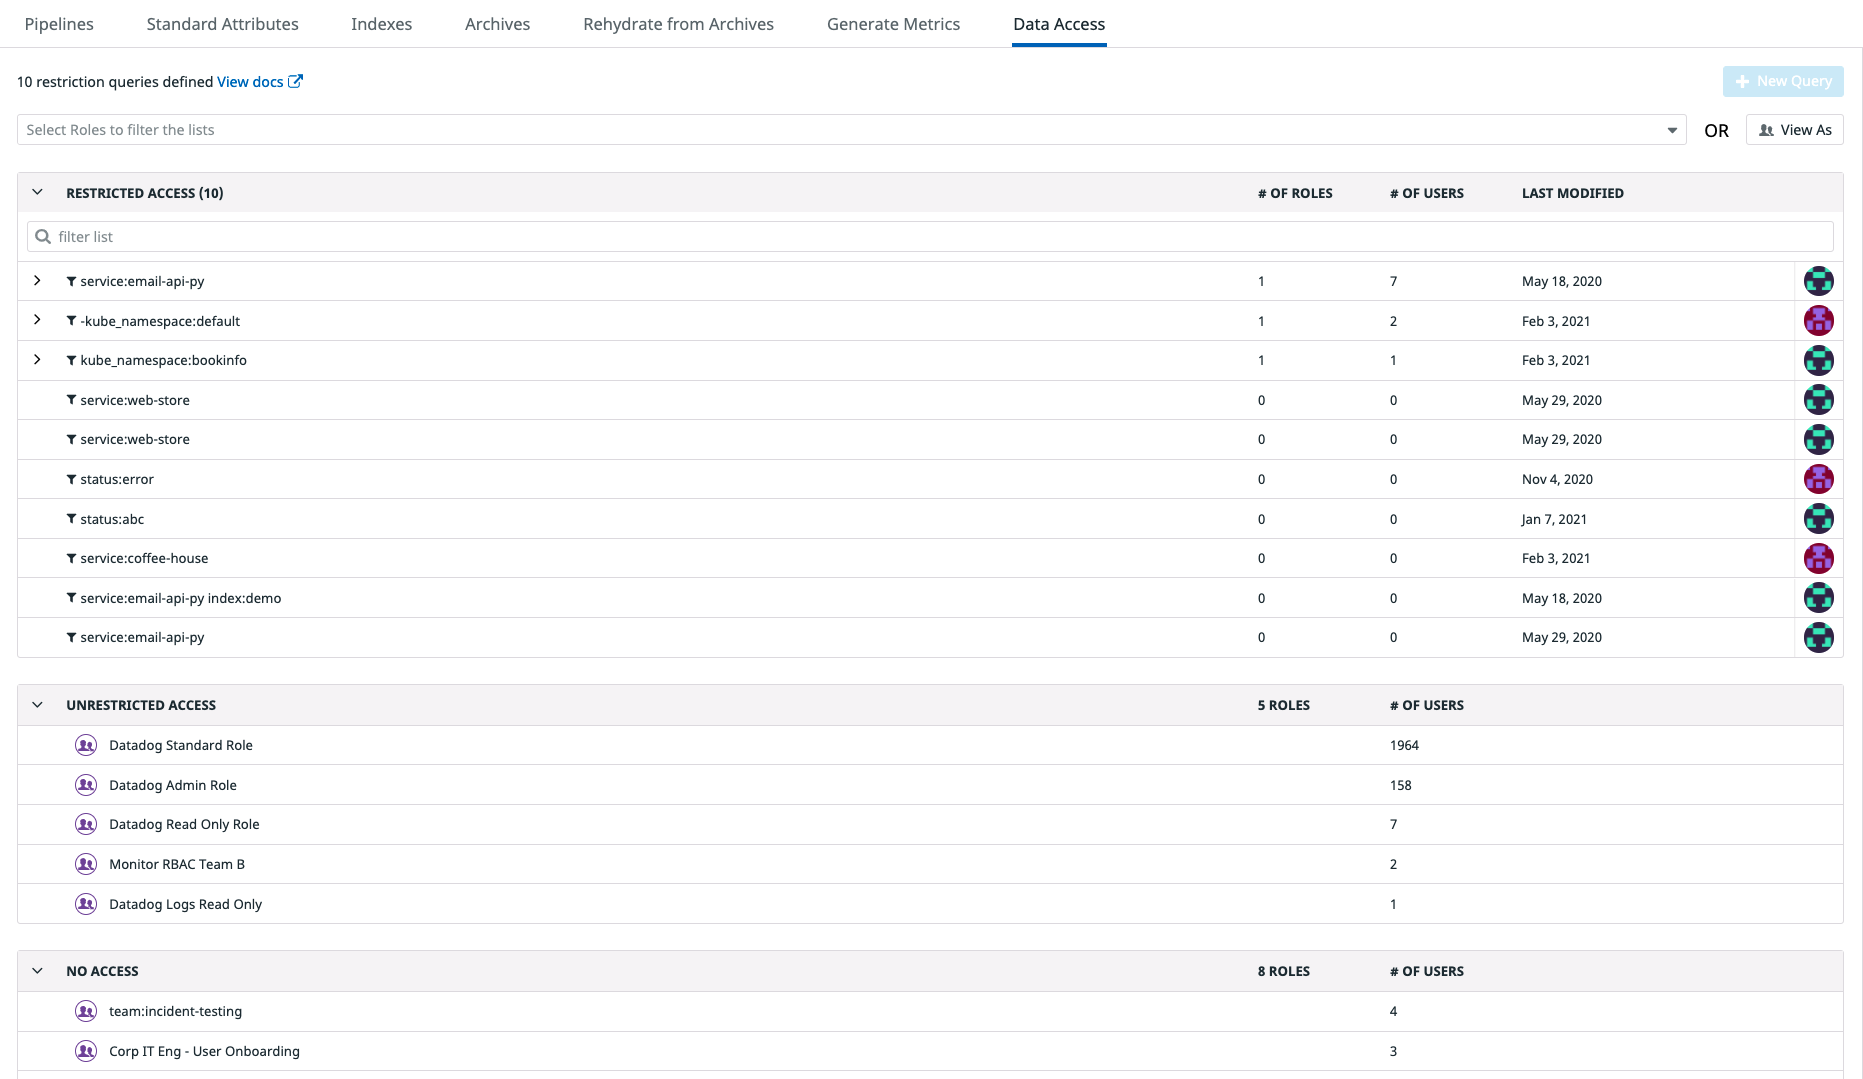 Pipelines Standard Attributes Indexes Archives Rehydrate from Archives Generate Metrics Data Access
10 restriction queries defined View docs
New Query
Select Roles to filter the lists OR View As
RESTRICTED ACCESS (10) # OF ROLES # OF USERS LAST MODIFIED
filter list
service:email-api-py 1 7 May 18, 2020
-kube_namespace:default 1 2 Feb 3, 2021
kube_namespace:bookinfo 1 1 Feb 3, 2021
service:web-store 0 0 May 29, 2020
service:web-store 0 0 May 29, 2020
status:error 0 0 Nov 4, 2020
status:abc 0 0 Jan 7, 2021
service:coffee-house 0 0 Feb 3, 2021
service:email-api-py index:demo 0 0 May 18, 2020
service:email-api-py 0 0 May 29, 2020
UNRESTRICTED ACCESS 5 ROLES # OF USERS
Datadog Standard Role 1964
Datadog Admin Role 158
Datadog Read Only Role 7
Monitor RBAC Team B 2
Datadog Logs Read Only 1
NO ACCESS 8 ROLES # OF USERS
team:incident-testing 4
Corp IT Eng - User Onboarding 3